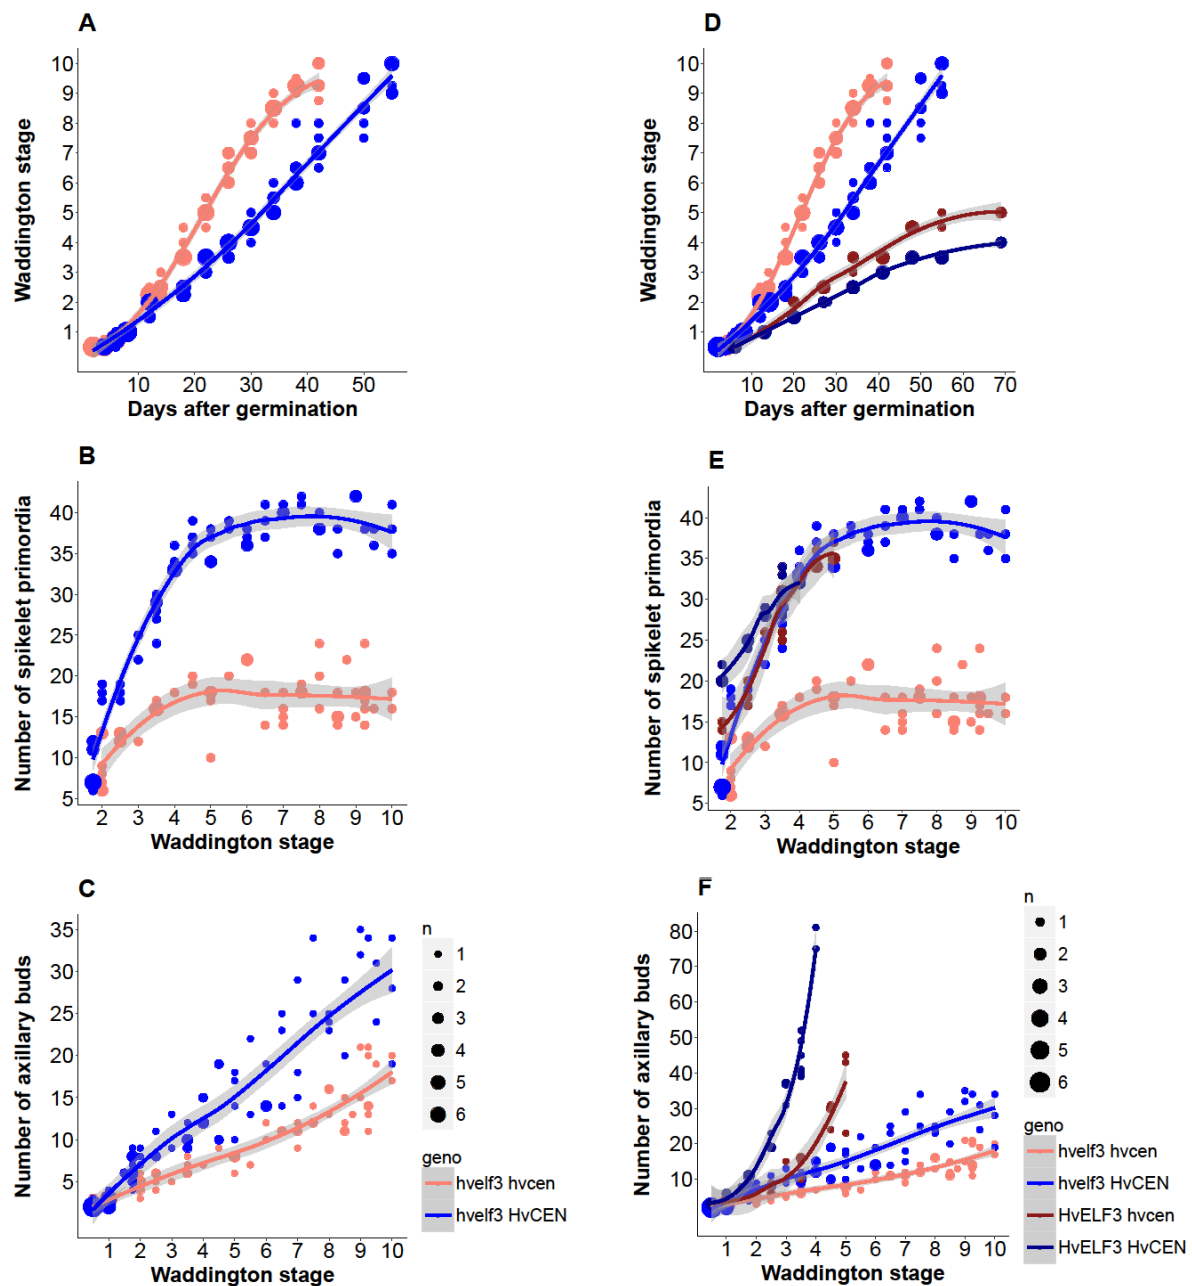 A
Waddington stage
10
9
8
7
6
5
4
3
2
1
10 20 30 40 50
Days after germination
B
Number of spikelet primordia
40
35
30
25
20
15
10
5
2 3 4 5 6 7 8 9 10
Waddington stage
C
Number of axillary buds
35
30
25
20
15
10
5
1 2 3 4 5 6 7 8 9 10
Waddington stage
n
1
2
3
4
5
6
geno
hvelf3 hvcen
hvelf3 HvCEN
D
Waddington stage
10
9
8
7
6
5
4
3
2
1
10 20 30 40 50 60 70
Days after germination
E
Number of spikelet primordia
40
35
30
25
20
15
10
5
2 3 4 5 6 7 8 9 10
Waddington stage
F
Number of axillary buds
80
70
60
50
40
30
20
10
1 2 3 4 5 6 7 8 9 10
Waddington stage
n
1
2
3
4
5
6
geno
hvelf3 hvcen
hvelf3 HvCEN
HvELF3 hvcen
HvELF3 HvCEN